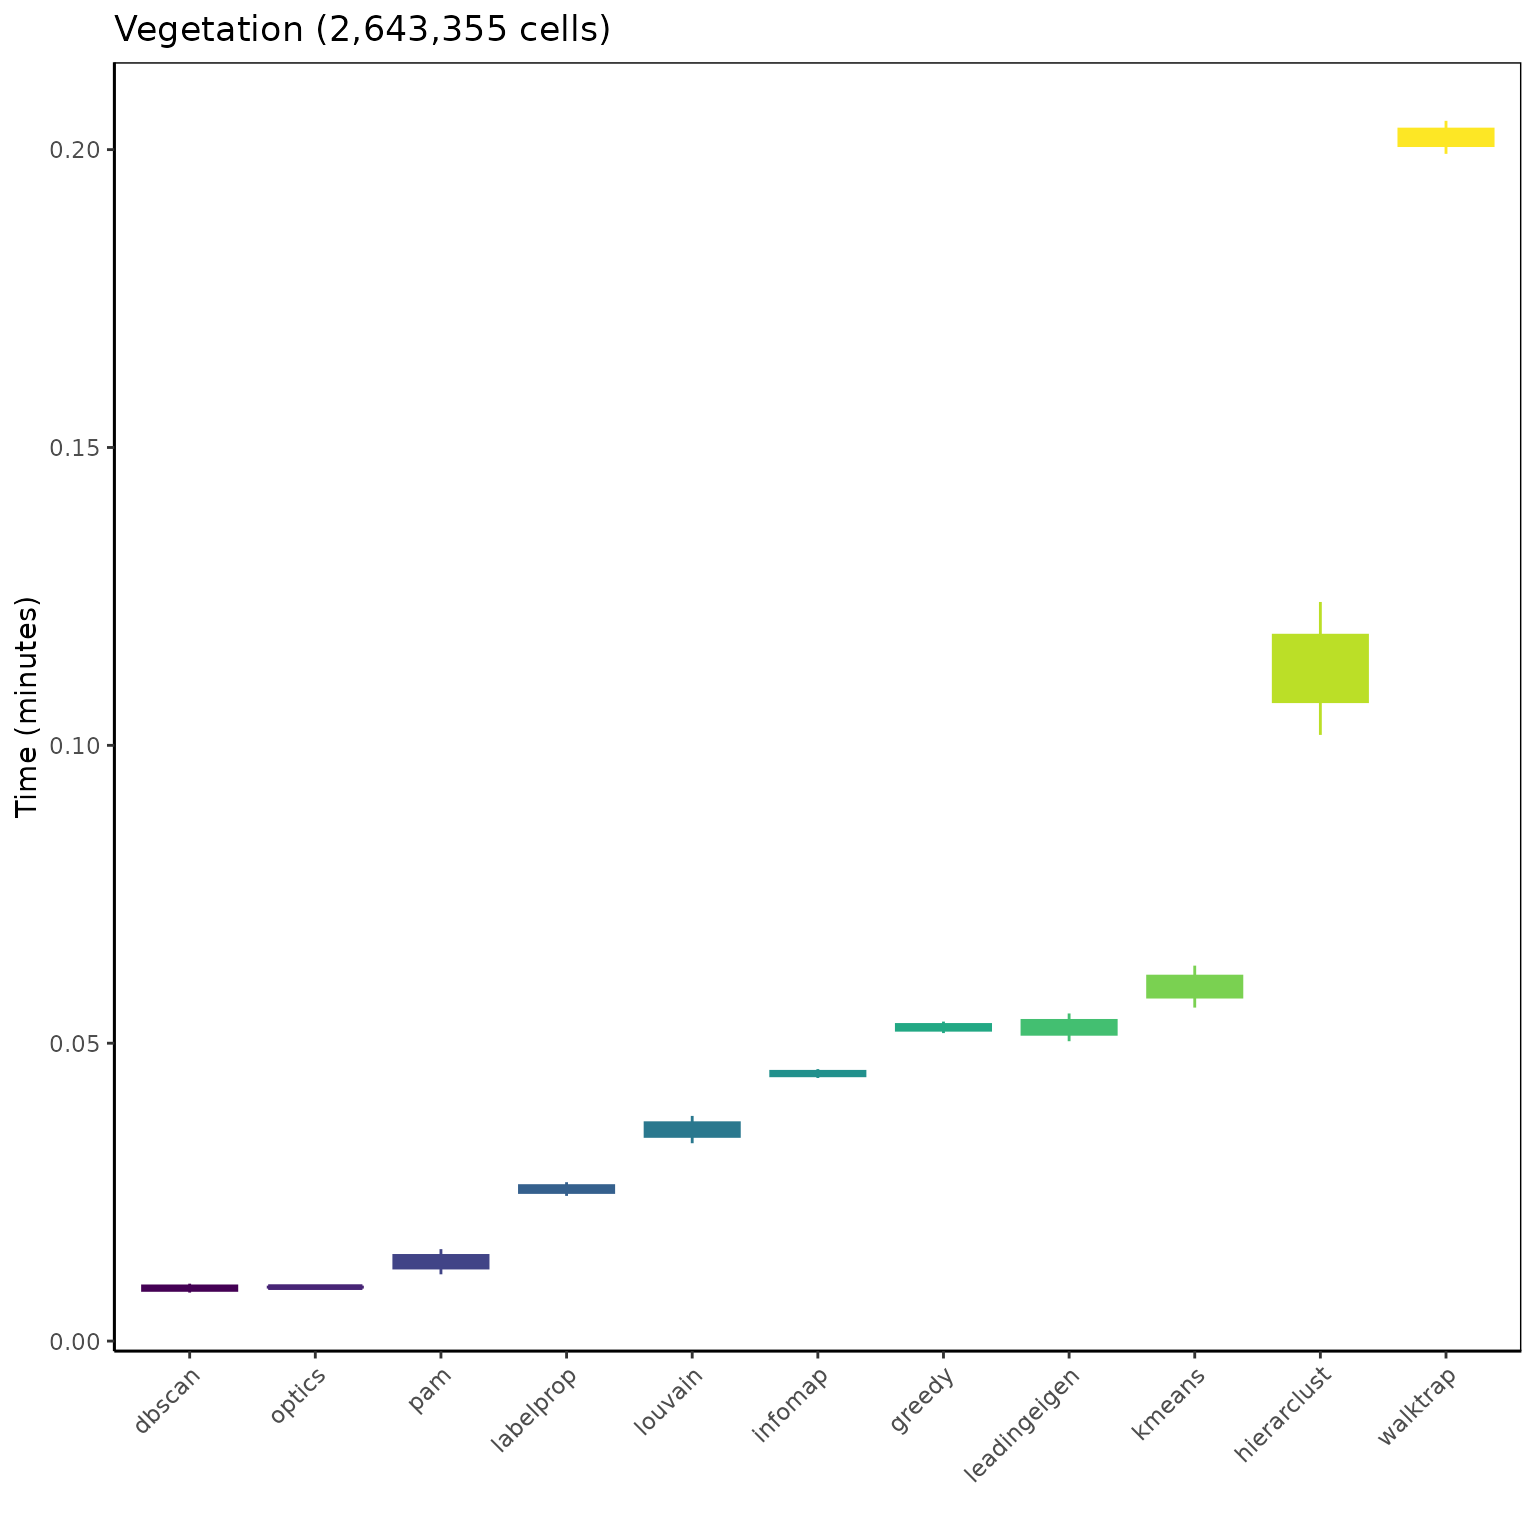 Vegetation (2,643,355 cells)
Time (minutes)
0.20
0.15
0.10
0.05
0.00
dbscan
optics
pam
labelprop
louvain
infomap
greedy
leadingeigen
kmeans
hierarclust
walktrap